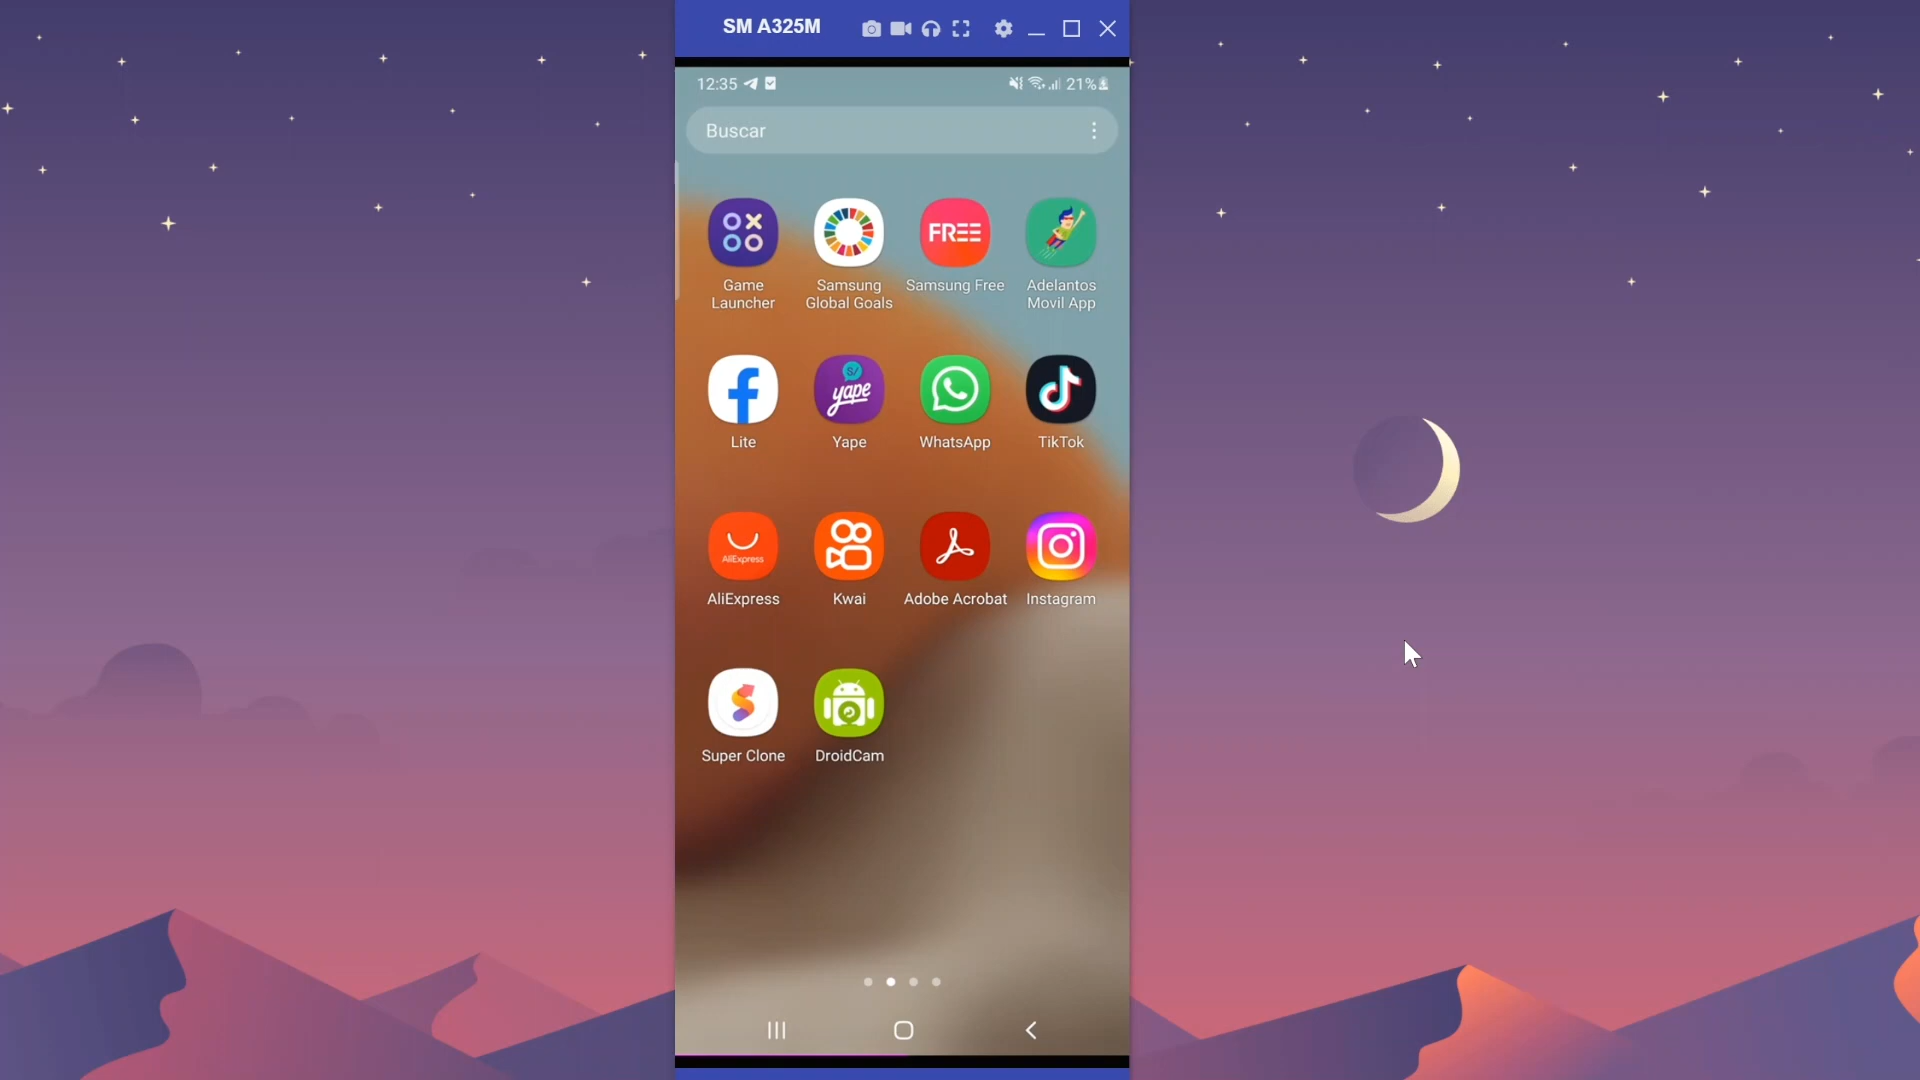 SM A325M
12:35
21%
Buscar
FREE
Game
Launcher
Samsung
Global Goals
Samsung Free
Adelantos
Movil App
S/
yape
Lite
Yape
WhatsApp
TikTok
AliExpress
AliExpress
Kwai
Adobe Acrobat
Instagram
Super Clone
DroidCam